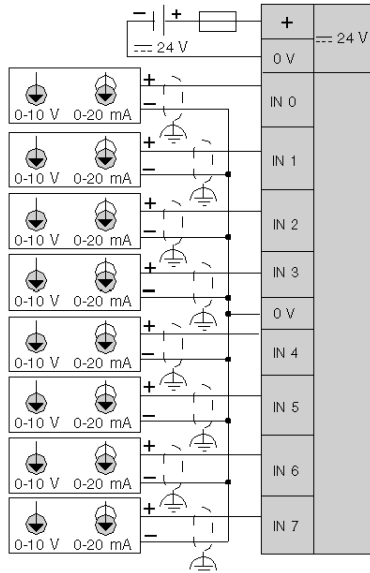 − + +
⎓ 24 V
⎓ 24 V
0 V
+
−
0-10 V 0-20 mA
IN 0
+
−
0-10 V 0-20 mA
IN 1
+
−
0-10 V 0-20 mA
IN 2
+
−
0-10 V 0-20 mA
IN 3
0 V
+
−
0-10 V 0-20 mA
IN 4
+
−
0-10 V 0-20 mA
IN 5
+
−
0-10 V 0-20 mA
IN 6
+
−
0-10 V 0-20 mA
IN 7